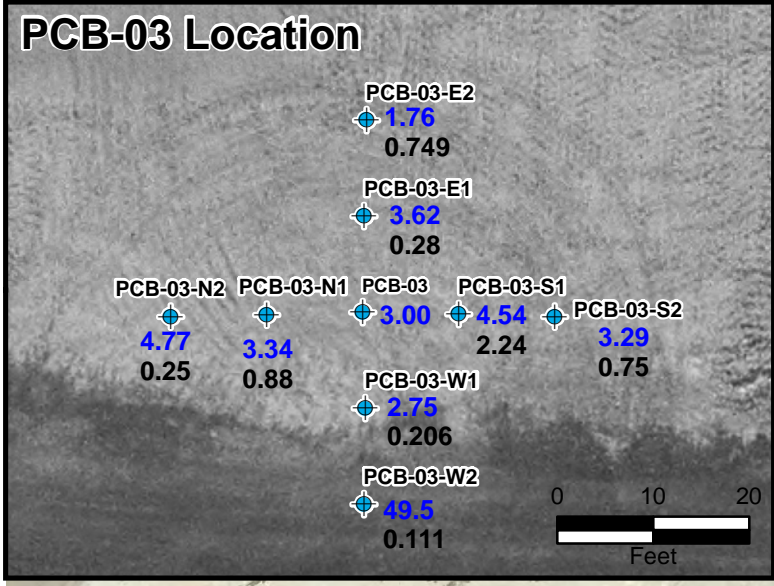 PCB-03 Location
PCB-03-E2
1.76
0.749
PCB-03-E1
3.62
0.28
PCB-03-N2
4.77
0.25
PCB-03-N1
3.34
0.88
PCB-03
3.00
PCB-03-S1
4.54
2.24
PCB-03-S2
3.29
0.75
PCB-03-W1
2.75
0.206
PCB-03-W2
49.5
0.111
0 10 20
Feet